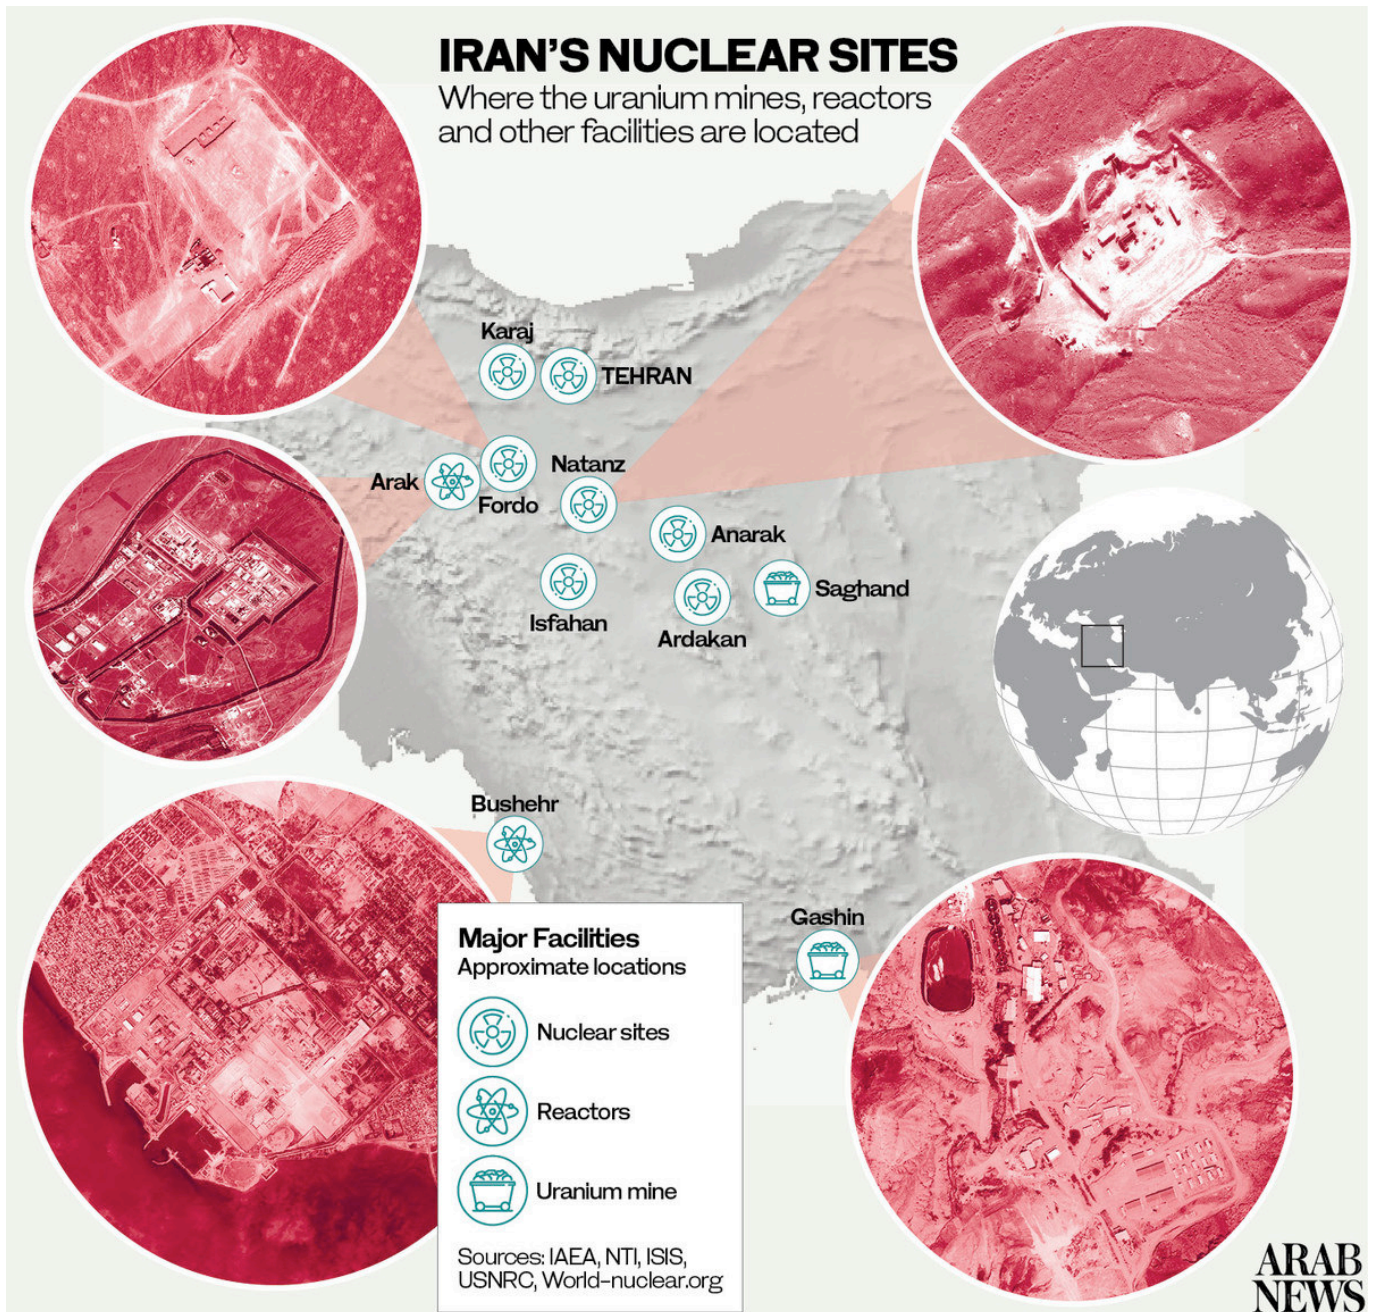 IRAN'S NUCLEAR SITES
Where the uranium mines, reactors
and other facilities are located
Karaj
TEHRAN
Arak
Fordo
Natanz
Anarak
Saghand
Isfahan
Ardakan
Bushehr
Gashin
Major Facilities
Approximate locations
Nuclear sites
Reactors
Uranium mine
Sources: IAEA, NTI, ISIS,
USNRC, World-nuclear.org
ARAB
NEWS